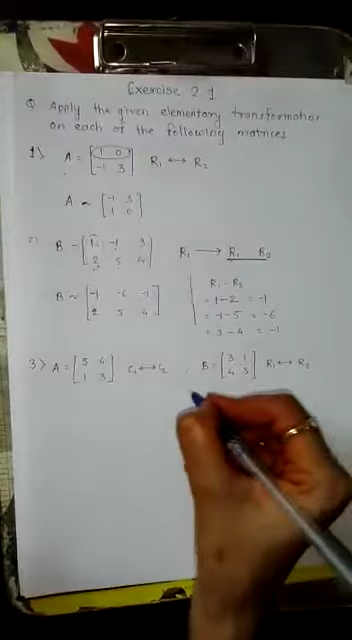 Exercise 2.1
Q Apply the given elementary transformation
on each of the following matrices
1> A = [1 0
-1 3] R₁ ↔ R₂
A ~ [-1 3
1 0]
2) B = [1 -1 3
2 5 4] R₁ → R₁ R₂
B ~ [-1 -6 -1
2 5 4]
R₁ - R₂
= 1-2 = -1
= -1-5 = -6
= 3-4 = -1
3> A = [5 4
1 3] C₁ ↔ C₂ , B = [3 1
4 5] R₁ ↔ R₂